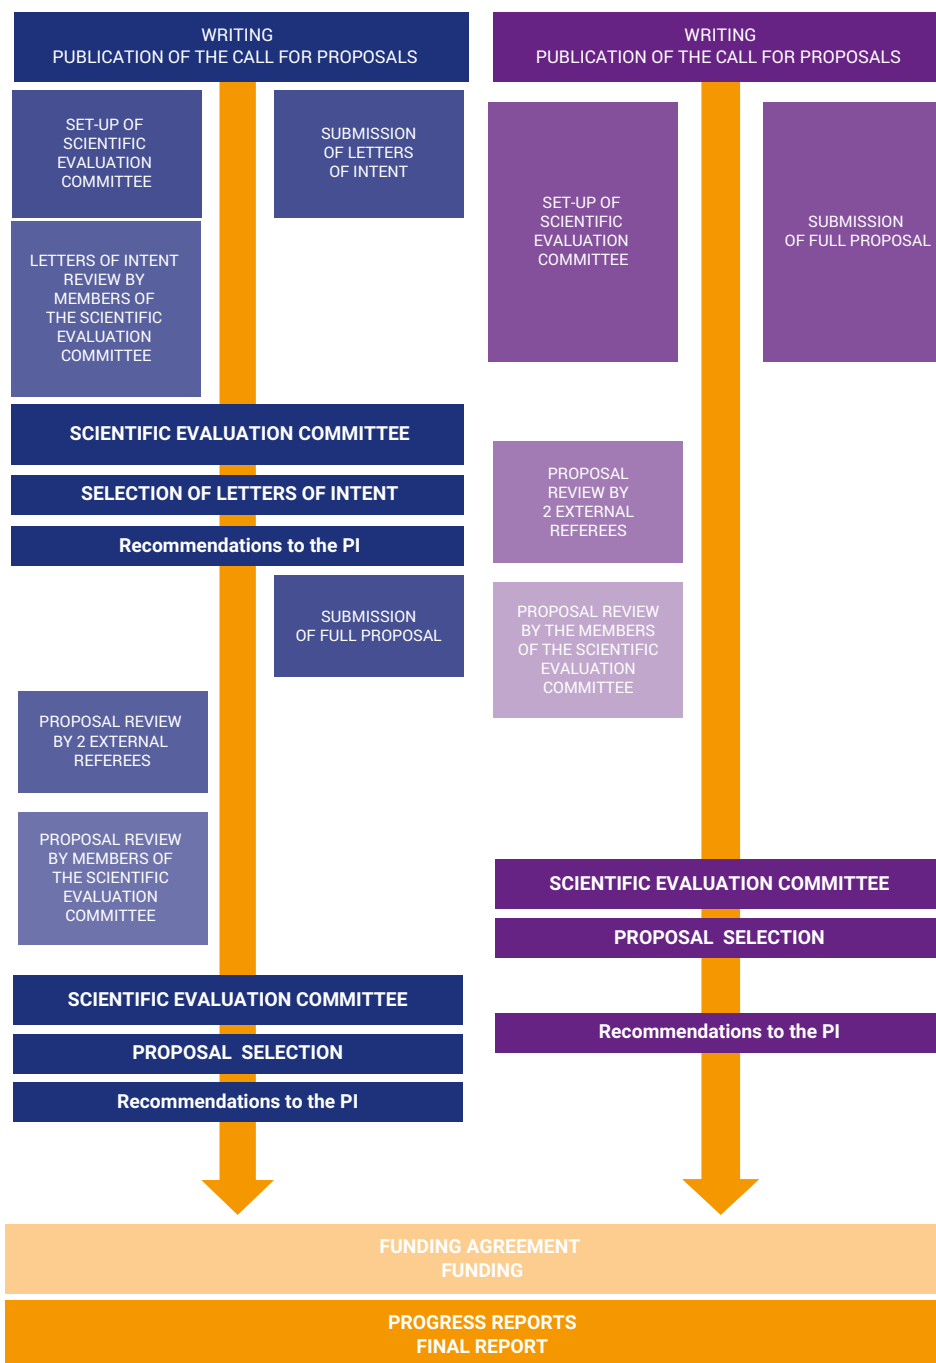 WRITING
PUBLICATION OF THE CALL FOR PROPOSALS
SET-UP OF
SCIENTIFIC
EVALUATION
COMMITTEE
SUBMISSION
OF LETTERS
OF INTENT
LETTERS OF INTENT
REVIEW BY
MEMBERS OF
THE SCIENTIFIC
EVALUATION
COMMITTEE
SCIENTIFIC EVALUATION COMMITTEE
SELECTION OF LETTERS OF INTENT
Recommendations to the PI
SUBMISSION
OF FULL PROPOSAL
PROPOSAL REVIEW
BY 2 EXTERNAL
REFEREES
PROPOSAL REVIEW
BY MEMBERS OF
THE SCIENTIFIC
EVALUATION
COMMITTEE
SCIENTIFIC EVALUATION COMMITTEE
PROPOSAL SELECTION
Recommendations to the PI
WRITING
PUBLICATION OF THE CALL FOR PROPOSALS
SET-UP OF
SCIENTIFIC
EVALUATION
COMMITTEE
SUBMISSION
OF FULL PROPOSAL
PROPOSAL
REVIEW BY
2 EXTERNAL
REFEREES
PROPOSAL REVIEW
BY THE MEMBERS
OF THE SCIENTIFIC
EVALUATION
COMMITTEE
SCIENTIFIC EVALUATION COMMITTEE
PROPOSAL SELECTION
Recommendations to the PI
FUNDING AGREEMENT
FUNDING
PROGRESS REPORTS
FINAL REPORT